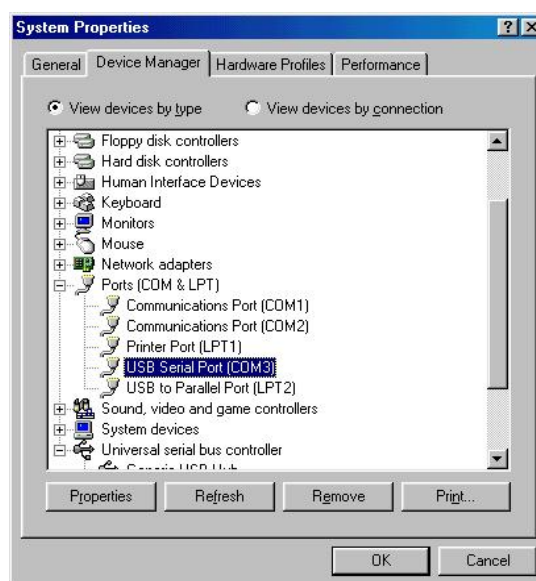 System Properties
General Device Manager Hardware Profiles Performance
View devices by type View devices by connection
Floppy disk controllers
Hard disk controllers
Human Interface Devices
Keyboard
Monitors
Mouse
Network adapters
Ports (COM & LPT)
Communications Port (COM1)
Communications Port (COM2)
Printer Port (LPT1)
USB Serial Port (COM3)
USB to Parallel Port (LPT2)
Sound, video and game controllers
System devices
Universal serial bus controller
Generic USB Hub
Properties Refresh Remove Print...
OK Cancel